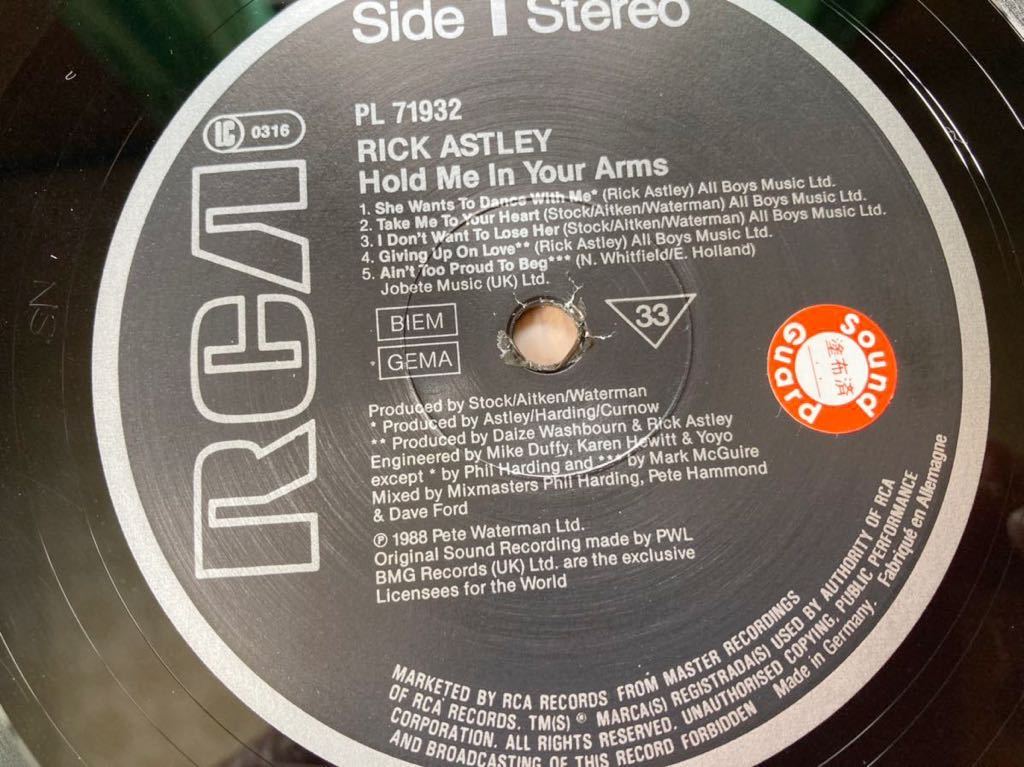 Side 1 Stereo
LC 0316
RCA
PL 71932
RICK ASTLEY
Hold Me In Your Arms
1. She Wants To Dance With Me* (Rick Astley) All Boys Music Ltd.
2. Take Me To Your Heart (Stock/Aitken/Waterman) All Boys Music Ltd.
3. I Don't Want To Lose Her (Stock/Aitken/Waterman) All Boys Music Ltd.
4. Giving Up On Love** (Rick Astley) All Boys Music Ltd.
5. Ain't Too Proud To Beg*** (N. Whitfield/E. Holland)
Jobete Music (UK) Ltd.
BIEM
GEMA
33
Sound Guard
塗布済
Produced by Stock/Aitken/Waterman
* Produced by Astley/Harding/Curnow
** Produced by Daize Washbourn & Rick Astley
Engineered by Mike Duffy, Karen Hewitt & Yoyo
except * by Phil Harding and *** by Mark McGuire
Mixed by Mixmasters Phil Harding, Pete Hammond
& Dave Ford
℗ 1988 Pete Waterman Ltd.
Original Sound Recording made by PWL
BMG Records (UK) Ltd. are the exclusive
Licensees for the World
MARKETED BY RCA RECORDS FROM MASTER RECORDINGS
OF RCA RECORDS. TM(S) ® MARCA(S) REGISTRADA(S) USED BY AUTHORITY OF RCA
CORPORATION. ALL RIGHTS RESERVED. UNAUTHORISED COPYING, PUBLIC PERFORMANCE
AND BROADCASTING OF THIS RECORD FORBIDDEN Made in Germany. Fabriqué en Allemagne
SN